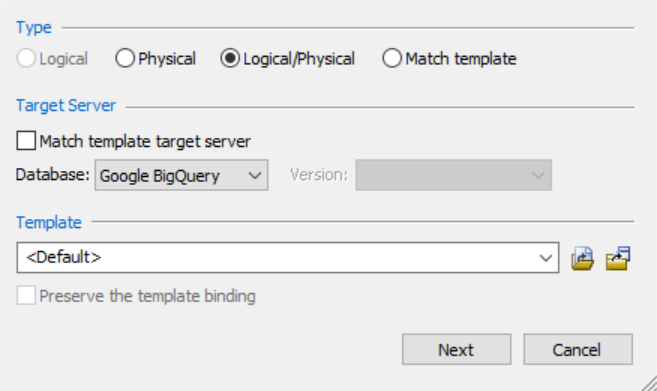 Type
Logical Physical Logical/Physical Match template
Target Server
Match template target server
Database: Google BigQuery Version:
Template
<Default>
Preserve the template binding
Next Cancel